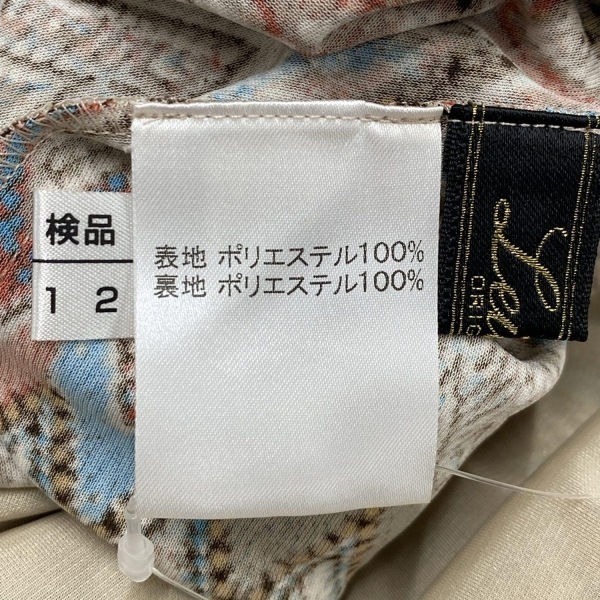 検品
1 2
表地 ポリエステル100%
裏地 ポリエステル100%